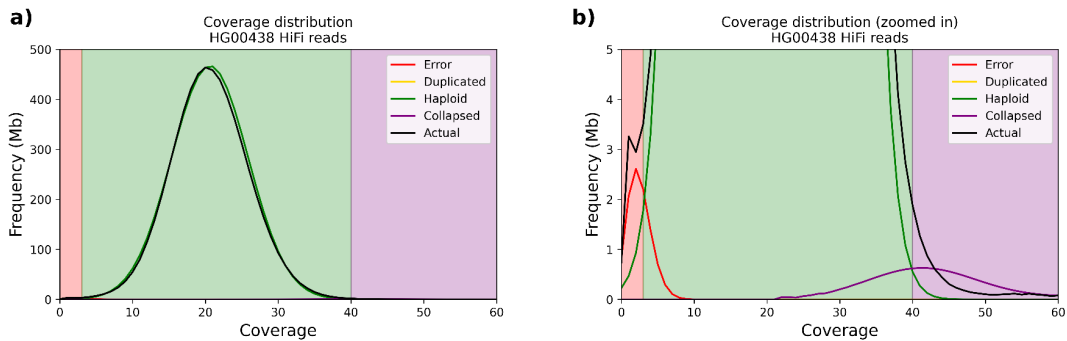 a)
Coverage distribution
HG00438 HiFi reads
Frequency (Mb)
500
400
300
200
100
0
Error
Duplicated
Haploid
Collapsed
Actual
0 10 20 30 40 50 60
Coverage
b)
Coverage distribution (zoomed in)
HG00438 HiFi reads
Frequency (Mb)
5
4
3
2
1
0
Error
Duplicated
Haploid
Collapsed
Actual
0 10 20 30 40 50 60
Coverage